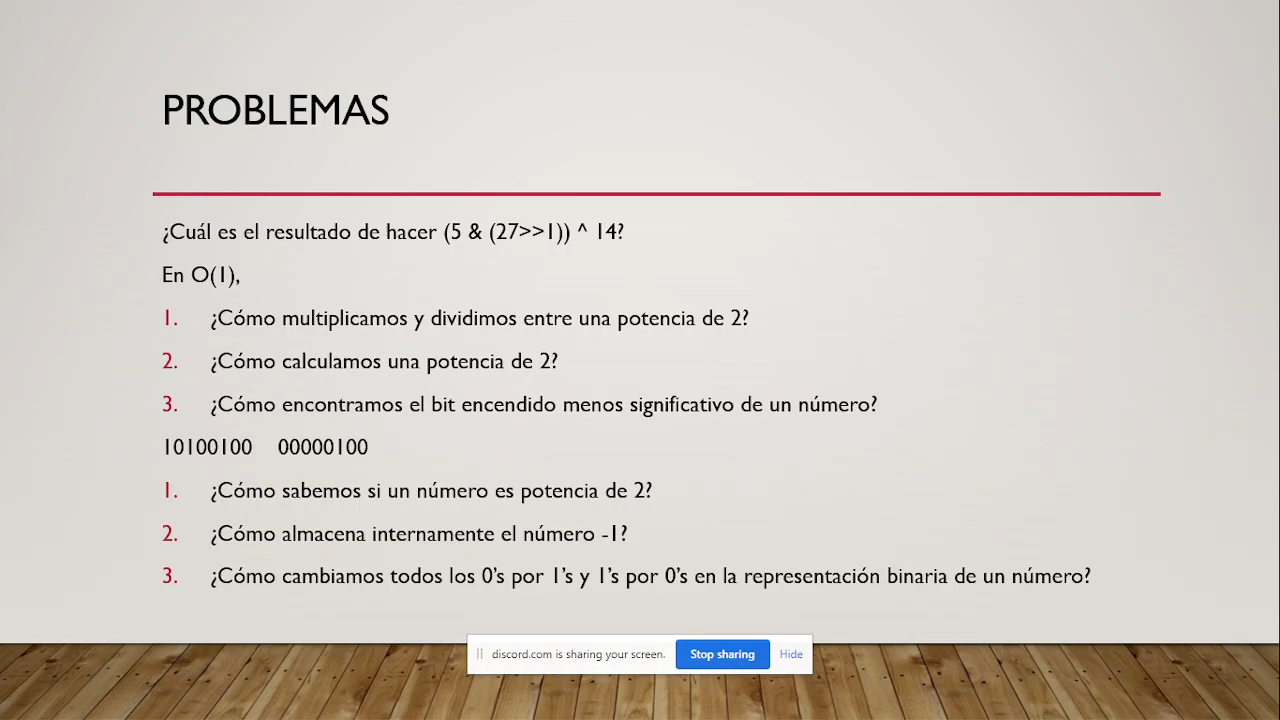 PROBLEMAS
¿Cuál es el resultado de hacer (5 & (27>>1)) ^ 14?
En O(1),
1. ¿Cómo multiplicamos y dividimos entre una potencia de 2?
2. ¿Cómo calculamos una potencia de 2?
3. ¿Cómo encontramos el bit encendido menos significativo de un número?
10100100 00000100
1. ¿Cómo sabemos si un número es potencia de 2?
2. ¿Cómo almacena internamente el número -1?
3. ¿Cómo cambiamos todos los 0's por 1's y 1's por 0's en la representación binaria de un número?
discord.com is sharing your screen. Stop sharing Hide